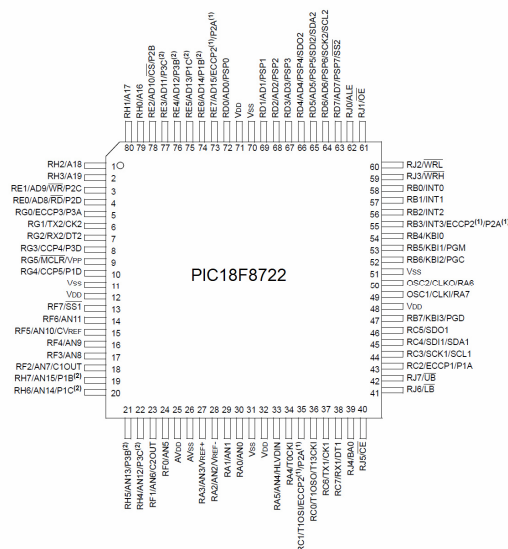 RH1/A17
RH0/A16
RE2/AD10/CS/P2B
RE3/AD11/P3C(2)
RE4/AD12/P3B(2)
RE5/AD13/P1C(2)
RE6/AD14/P1B(2)
RE7/AD15/ECCP2(1)/P2A(1)
RD0/AD0/PSP0
VDD
VSS
RD1/AD1/PSP1
RD2/AD2/PSP2
RD3/AD3/PSP3
RD4/AD4/PSP4/SDO2
RD5/AD5/PSP5/SDI2/SDA2
RD6/AD6/PSP6/SCK2/SCL2
RD7/AD7/PSP7/SS2
RJ0/ALE
RJ1/OE
80 79 78 77 76 75 74 73 72 71 70 69 68 67 66 65 64 63 62 61
RH2/A18 1
RH3/A19 2
RE1/AD9/WR/P2C 3
RE0/AD8/RD/P2D 4
RG0/ECCP3/P3A 5
RG1/TX2/CK2 6
RG2/RX2/DT2 7
RG3/CCP4/P3D 8
RG5/MCLR/VPP 9
RG4/CCP5/P1D 10
VSS 11
VDD 12
RF7/SS1 13
RF6/AN11 14
RF5/AN10/CVREF 15
RF4/AN9 16
RF3/AN8 17
RF2/AN7/C1OUT 18
RH7/AN15/P1B(2) 19
RH6/AN14/P1C(2) 20
PIC18F8722
60 RJ2/WRL
59 RJ3/WRH
58 RB0/INT0
57 RB1/INT1
56 RB2/INT2
55 RB3/INT3/ECCP2(1)/P2A(1)
54 RB4/KBI0
53 RB5/KBI1/PGM
52 RB6/KBI2/PGC
51 VSS
50 OSC2/CLKO/RA6
49 OSC1/CLKI/RA7
48 VDD
47 RB7/KBI3/PGD
46 RC5/SDO1
45 RC4/SDI1/SDA1
44 RC3/SCK1/SCL1
43 RC2/ECCP1/P1A
42 RJ7/UB
41 RJ6/LB
21 22 23 24 25 26 27 28 29 30 31 32 33 34 35 36 37 38 39 40
RH5/AN13/P3B(2)
RH4/AN12/P3C(2)
RF1/AN6/C2OUT
RF0/AN5
AVDD
AVSS
RA3/AN3/VREF+
RA2/AN2/VREF-
RA1/AN1
RA0/AN0
VSS
VDD
RA5/AN4/HLVDIN
RA4/T0CKI
RC1/T1OSI/ECCP2(1)/P2A(1)
RC0/T1OSO/T13CKI
RC6/TX1/CK1
RC7/RX1/DT1
RJ4/BA0
RJ5/CE